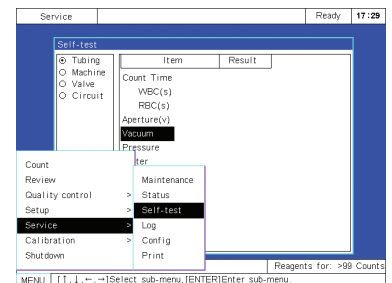 Service Ready 17:29
Self-test
Tubing
Machine
Valve
Circuit
Item Result
Count Time
WBC(s)
RBC(s)
Aperture(v)
Vacuum
Pressure
Count
Review
Quality control >
Setup >
Service >
Calibration >
Shutdown
Maintenance
Status
Self-test
Log
Config
Print
Reagents for: >99 Counts
MENU [↑,↓,←,→]Select sub-menu,[ENTER]Enter sub-menu.